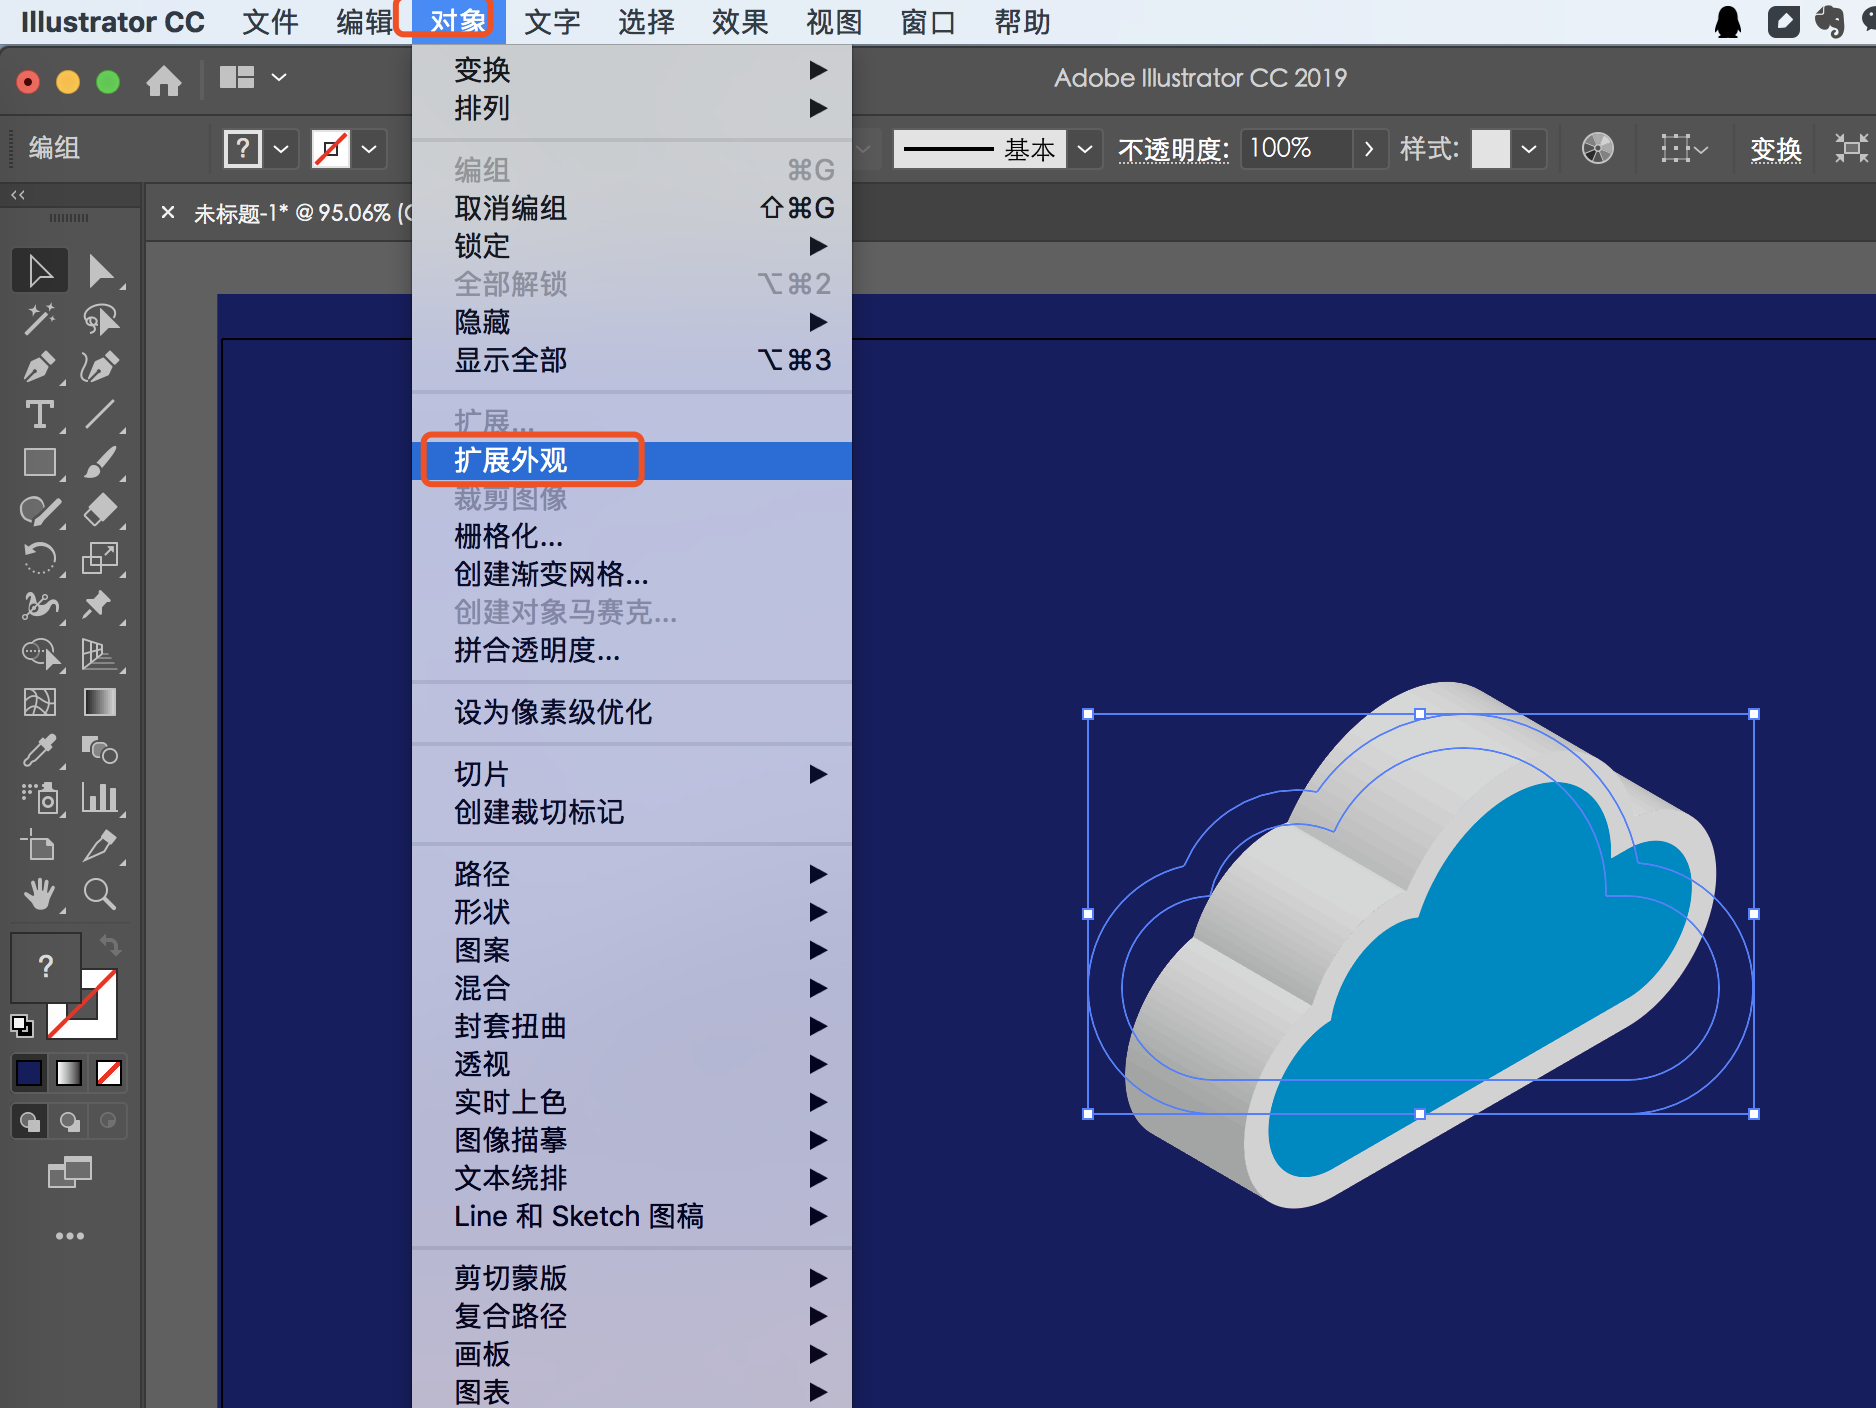 Illustrator CC 文件 编辑 对象 文字 选择 效果 视图 窗口 帮助
Adobe Illustrator CC 2019
编组 ? 基本 不透明度: 100% 样式: 变换
× 未标题-1* @ 95.06% (
变换
排列
编组 ⌘G
取消编组 ⇧⌘G
锁定
全部解锁 ⌥⌘2
隐藏
显示全部 ⌥⌘3
扩展...
扩展外观
裁剪图像
栅格化...
创建渐变网格...
创建对象马赛克...
拼合透明度...
设为像素级优化
切片
创建裁切标记
路径
形状
图案
混合
封套扭曲
透视
实时上色
图像描摹
文本绕排
Line 和 Sketch 图稿
剪切蒙版
复合路径
画板
图表
T
?